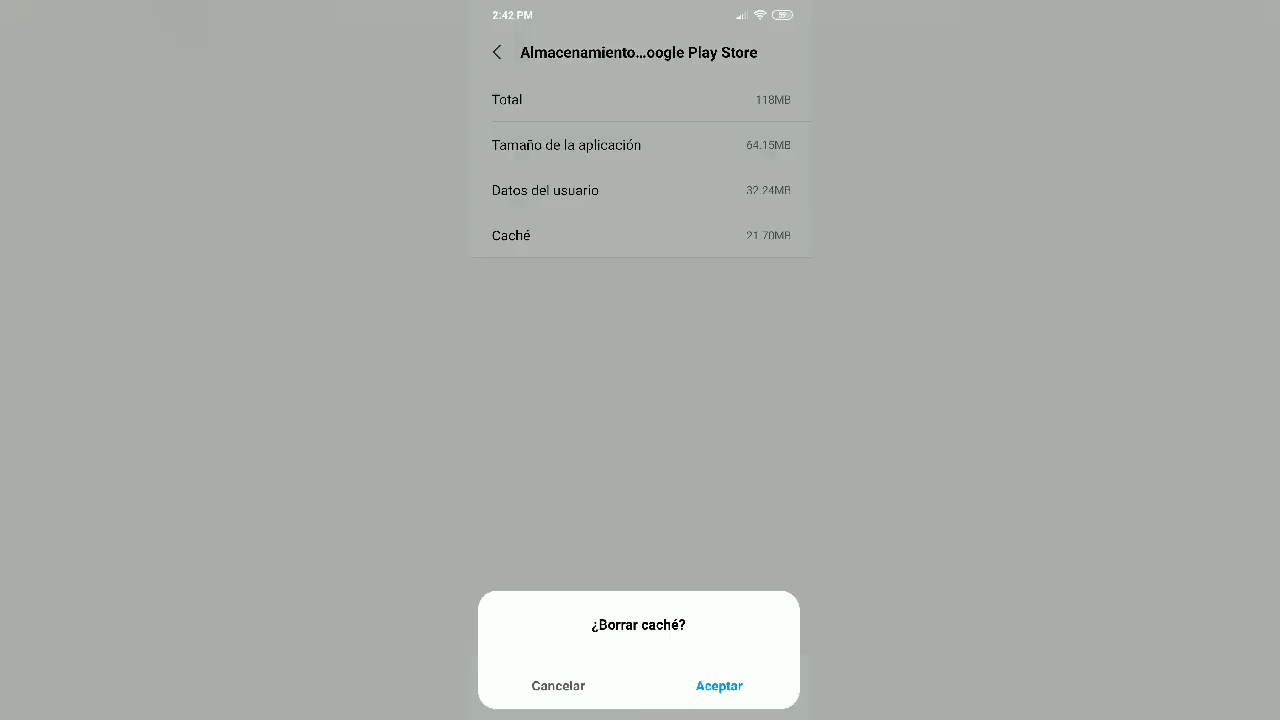 2:42 PM 59
Almacenamiento...oogle Play Store
Total 118MB
Tamaño de la aplicación 64.15MB
Datos del usuario 32.24MB
Caché 21.70MB
¿Borrar caché?
Cancelar Aceptar